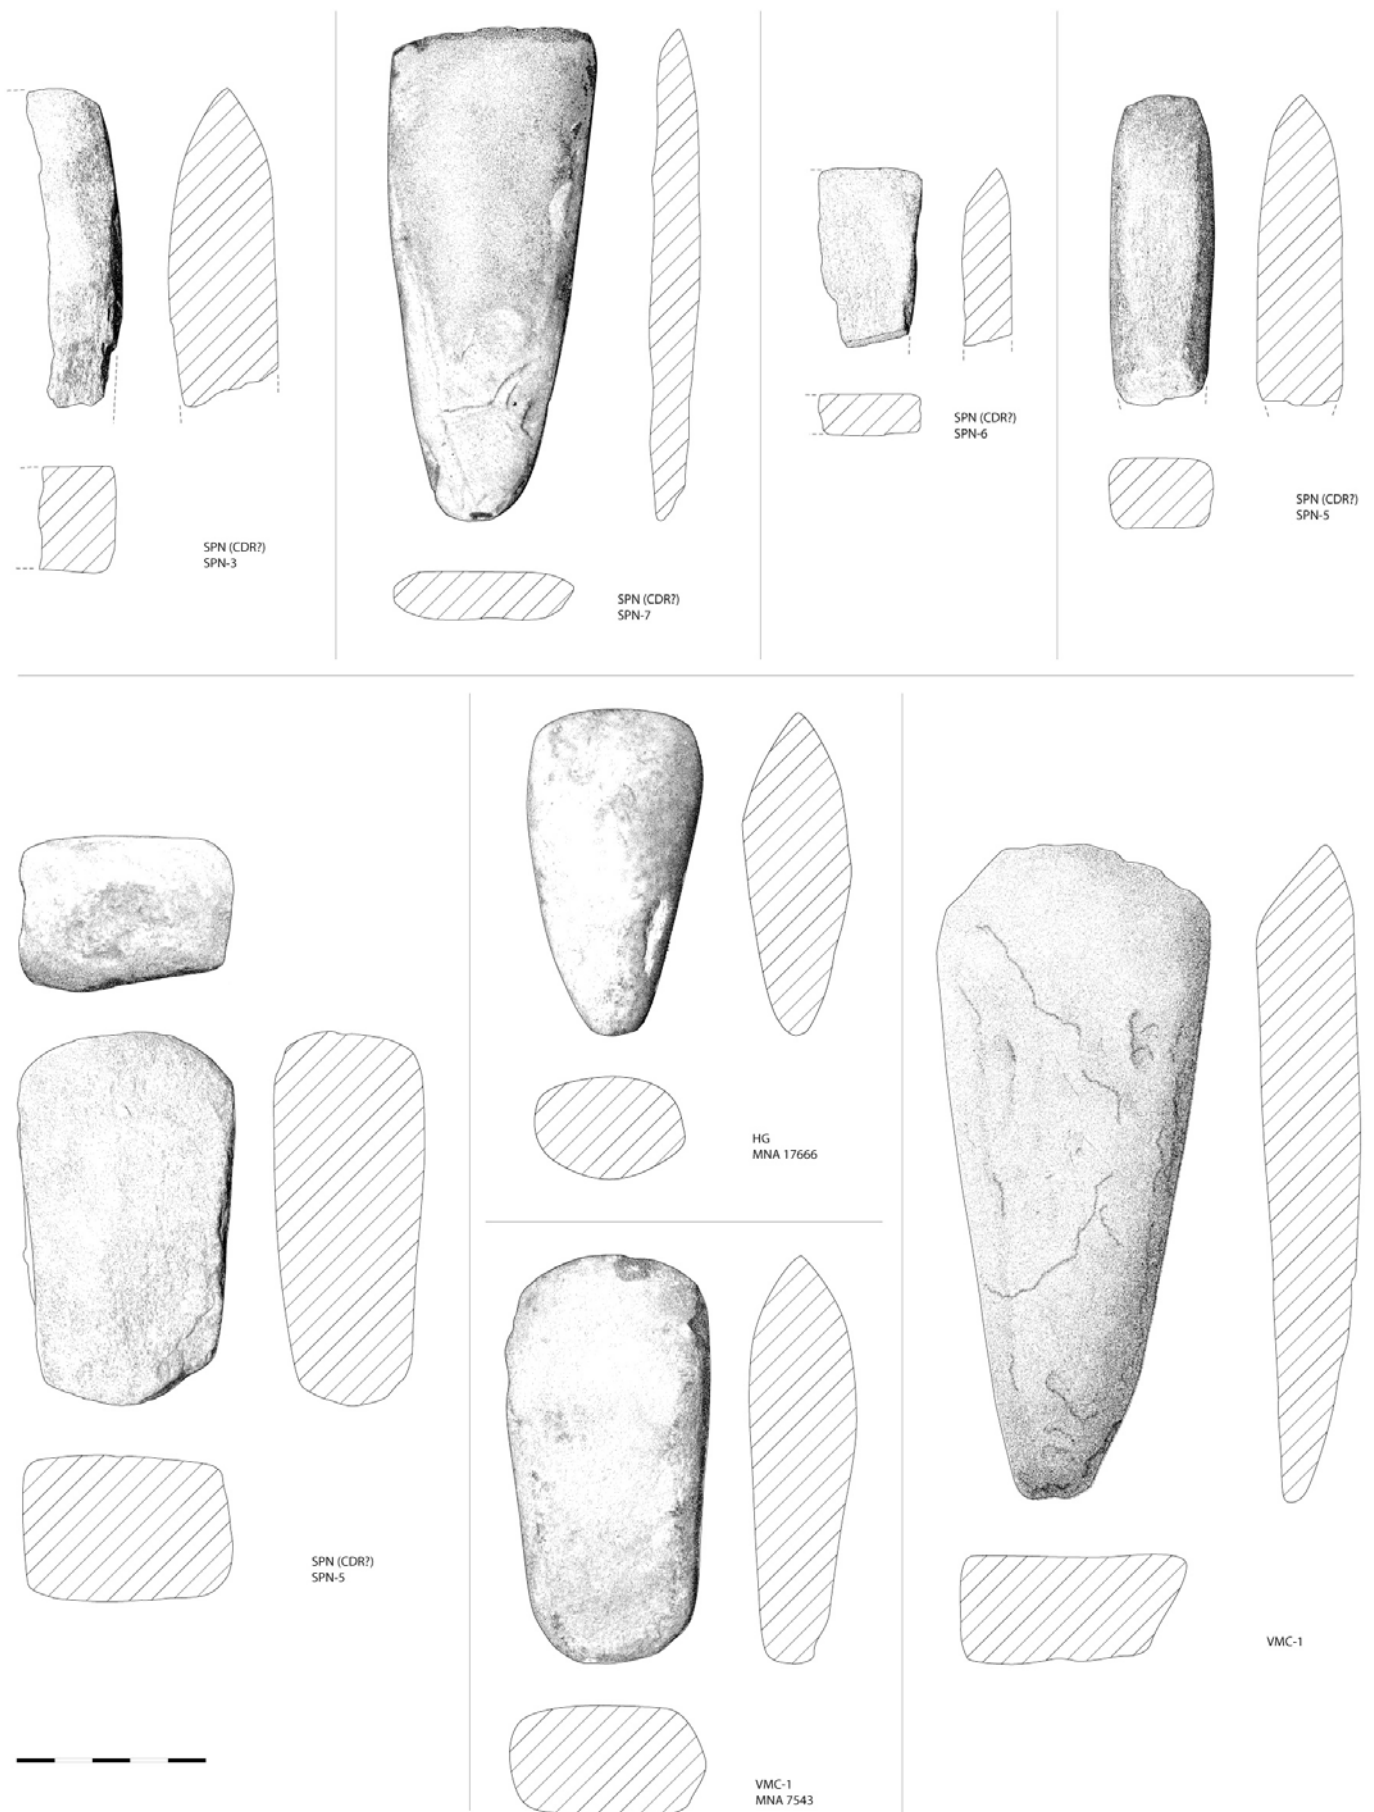 SPN (CDR?)
SPN-3
SPN (CDR?)
SPN-7
SPN (CDR?)
SPN-6
SPN (CDR?)
SPN-5
SPN (CDR?)
SPN-5
HG
MNA 17666
VMC-1
MNA 7543
VMC-1